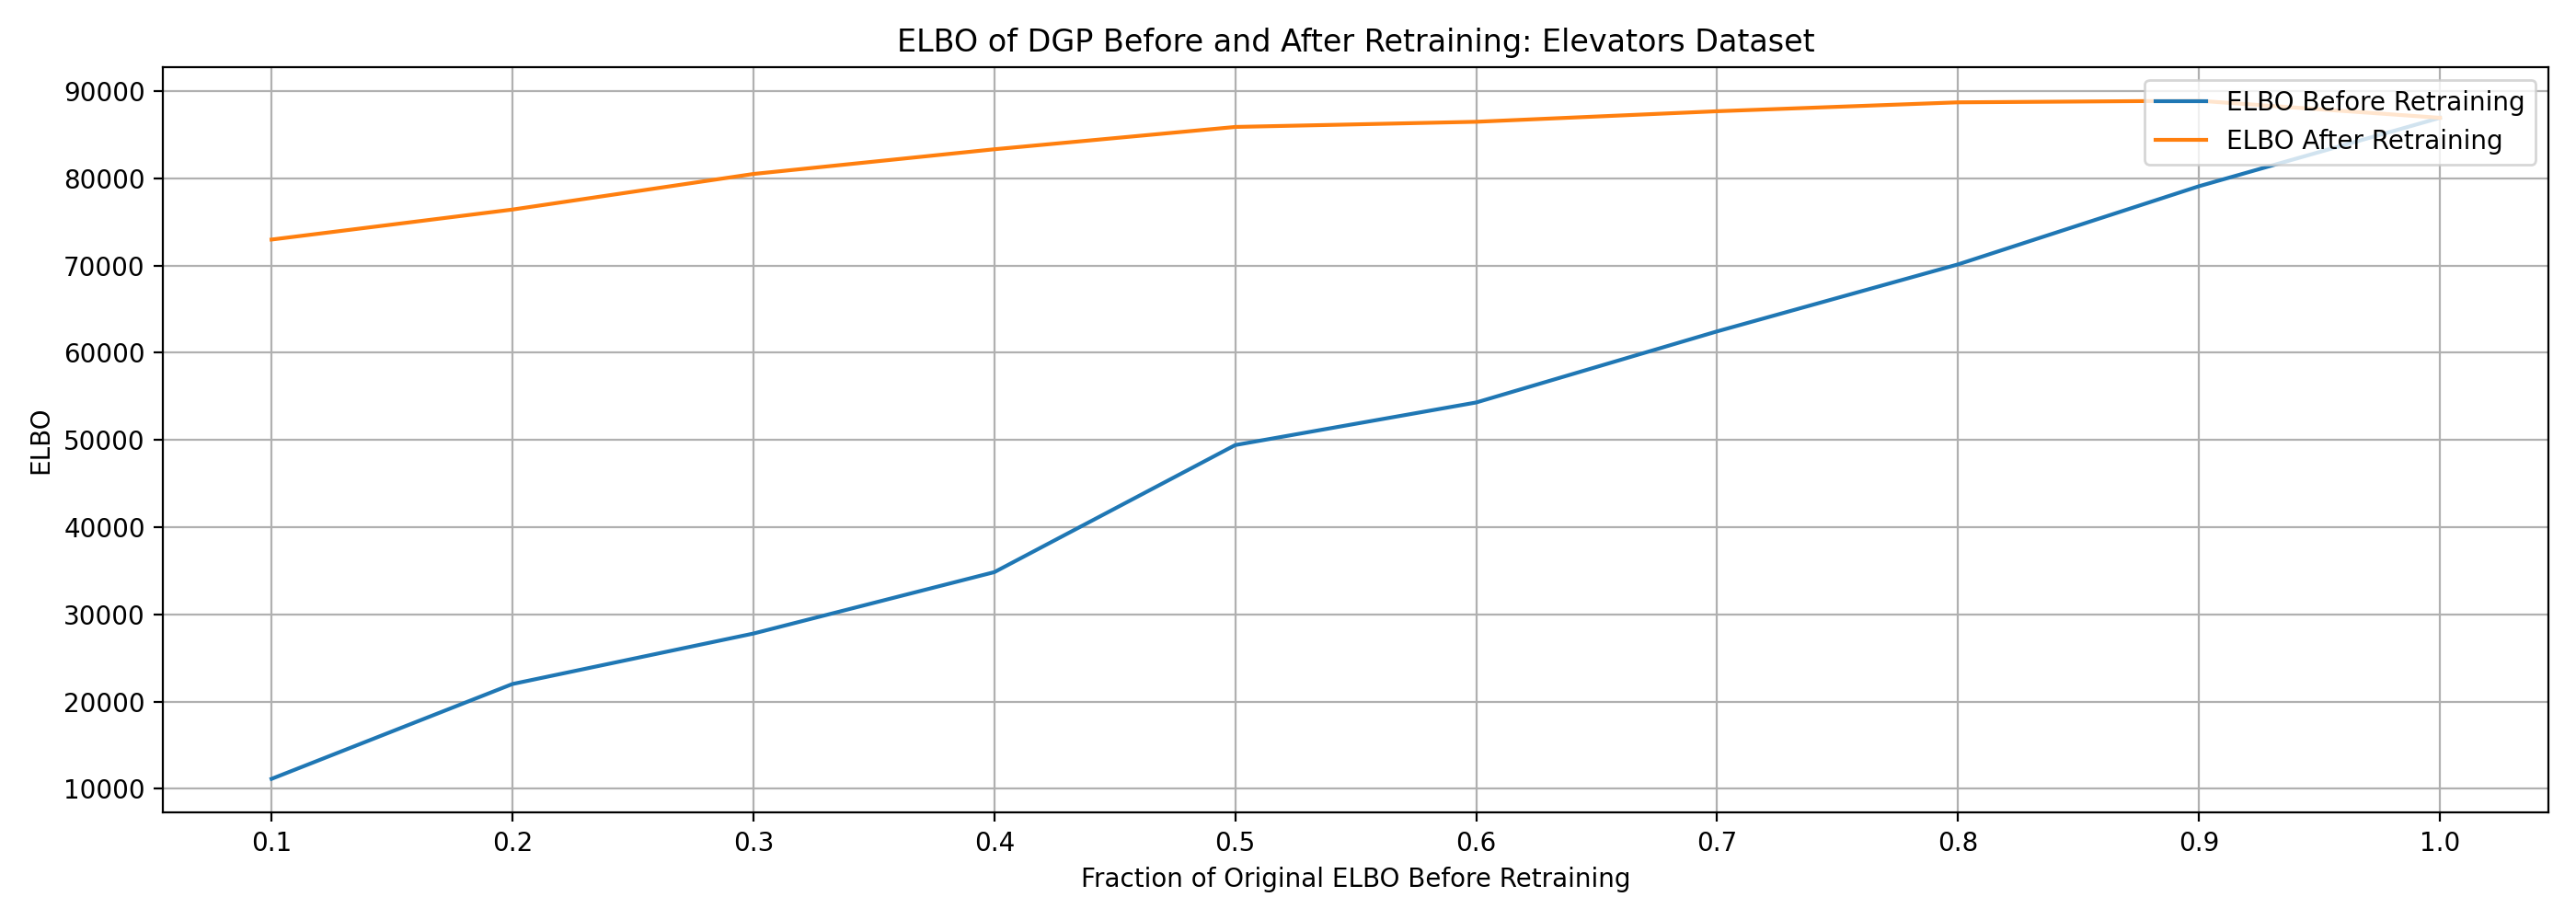 ELBO of DGP Before and After Retraining: Elevators Dataset
90000
80000
70000
60000
50000
40000
30000
20000
10000
ELBO
ELBO Before Retraining
ELBO After Retraining
0.1 0.2 0.3 0.4 0.5 0.6 0.7 0.8 0.9 1.0
Fraction of Original ELBO Before Retraining